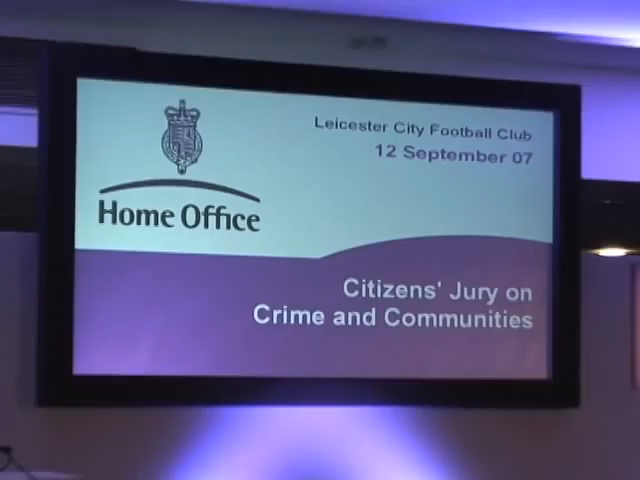 Leicester City Football Club
12 September 07
Home Office
Citizens' Jury on
Crime and Communities